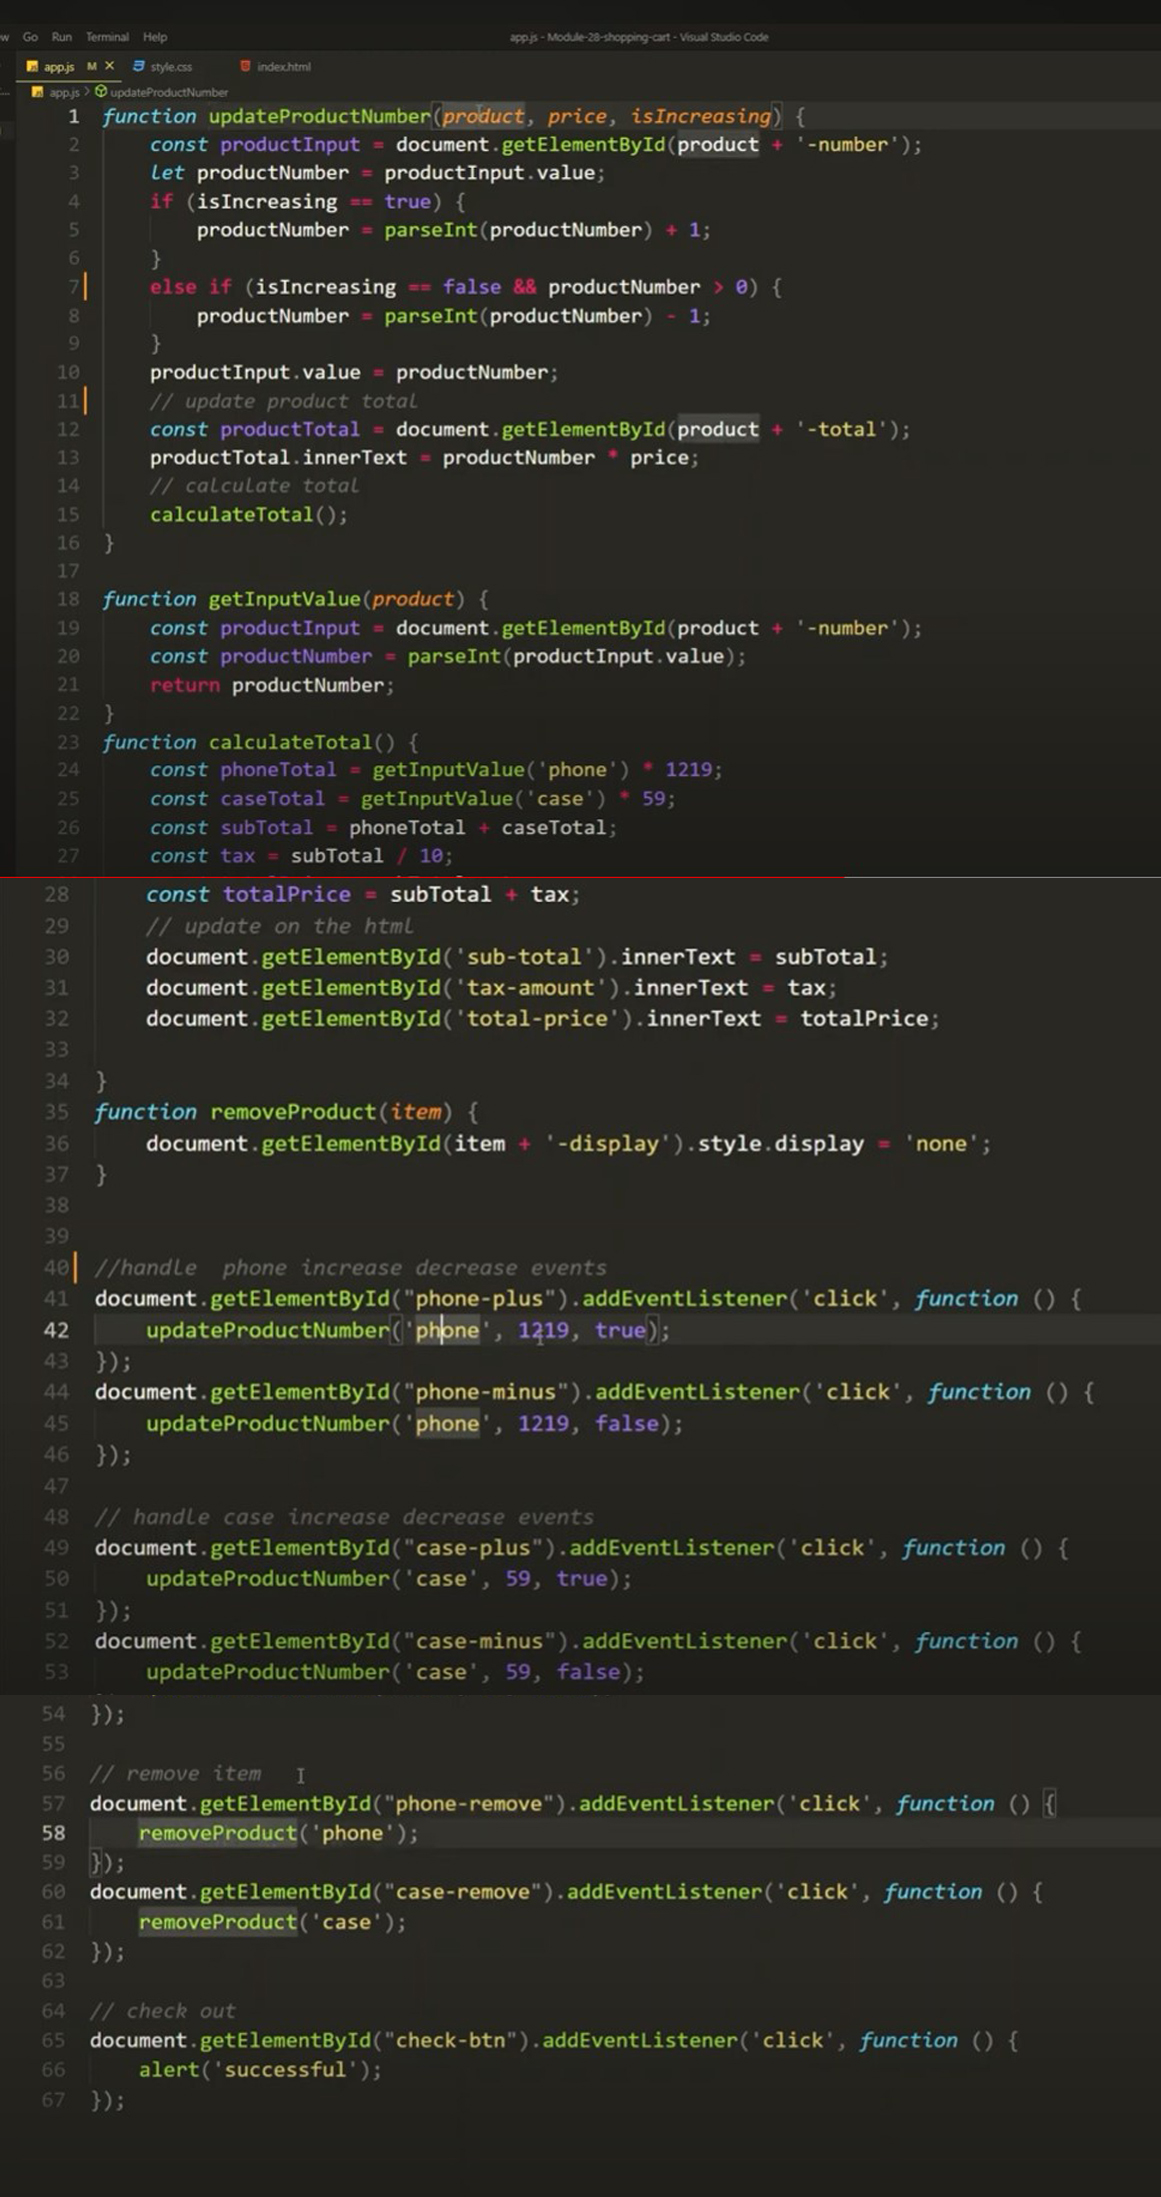 Go Run Terminal Help app.js - Module-28-shopping-cart - Visual Studio Code
app.js M style.css index.html
app.js > updateProductNumber
1 function updateProductNumber(product, price, isIncreasing) {
2     const productInput = document.getElementById(product + '-number');
3     let productNumber = productInput.value;
4     if (isIncreasing == true) {
5         productNumber = parseInt(productNumber) + 1;
6     }
7     else if (isIncreasing == false && productNumber > 0) {
8         productNumber = parseInt(productNumber) - 1;
9     }
10     productInput.value = productNumber;
11     // update product total
12     const productTotal = document.getElementById(product + '-total');
13     productTotal.innerText = productNumber * price;
14     // calculate total
15     calculateTotal();
16 }
17
18 function getInputValue(product) {
19     const productInput = document.getElementById(product + '-number');
20     const productNumber = parseInt(productInput.value);
21     return productNumber;
22 }
23 function calculateTotal() {
24     const phoneTotal = getInputValue('phone') * 1219;
25     const caseTotal = getInputValue('case') * 59;
26     const subTotal = phoneTotal + caseTotal;
27     const tax = subTotal / 10;
28     const totalPrice = subTotal + tax;
29     // update on the html
30     document.getElementById('sub-total').innerText = subTotal;
31     document.getElementById('tax-amount').innerText = tax;
32     document.getElementById('total-price').innerText = totalPrice;
33
34 }
35 function removeProduct(item) {
36     document.getElementById(item + '-display').style.display = 'none';
37 }
38
39
40 //handle  phone increase decrease events
41 document.getElementById("phone-plus").addEventListener('click', function () {
42     updateProductNumber('phone', 1219, true);
43 });
44 document.getElementById("phone-minus").addEventListener('click', function () {
45     updateProductNumber('phone', 1219, false);
46 });
47
48 // handle case increase decrease events
49 document.getElementById("case-plus").addEventListener('click', function () {
50     updateProductNumber('case', 59, true);
51 });
52 document.getElementById("case-minus").addEventListener('click', function () {
53     updateProductNumber('case', 59, false);
54 });
55
56 // remove item
57 document.getElementById("phone-remove").addEventListener('click', function () {
58     removeProduct('phone');
59 });
60 document.getElementById("case-remove").addEventListener('click', function () {
61     removeProduct('case');
62 });
63
64 // check out
65 document.getElementById("check-btn").addEventListener('click', function () {
66     alert('successful');
67 });